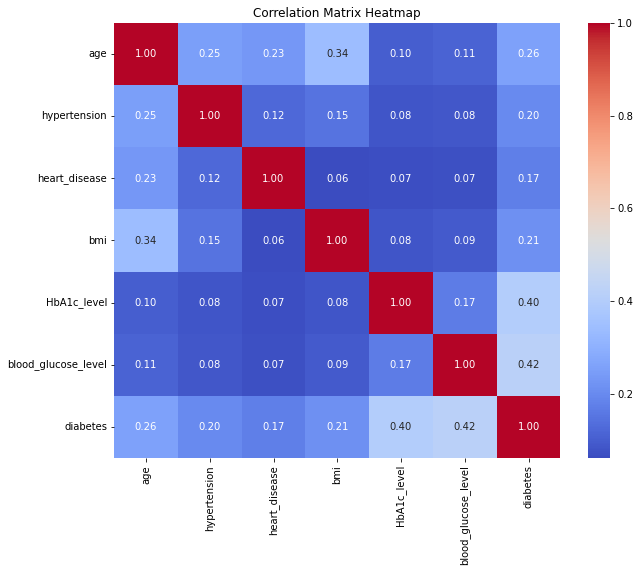 Correlation Matrix Heatmap
age 1.00 0.25 0.23 0.34 0.10 0.11 0.26
hypertension 0.25 1.00 0.12 0.15 0.08 0.08 0.20
heart_disease 0.23 0.12 1.00 0.06 0.07 0.07 0.17
bmi 0.34 0.15 0.06 1.00 0.08 0.09 0.21
HbA1c_level 0.10 0.08 0.07 0.08 1.00 0.17 0.40
blood_glucose_level 0.11 0.08 0.07 0.09 0.17 1.00 0.42
diabetes 0.26 0.20 0.17 0.21 0.40 0.42 1.00
age
hypertension
heart_disease
bmi
HbA1c_level
blood_glucose_level
diabetes
1.0
0.8
0.6
0.4
0.2